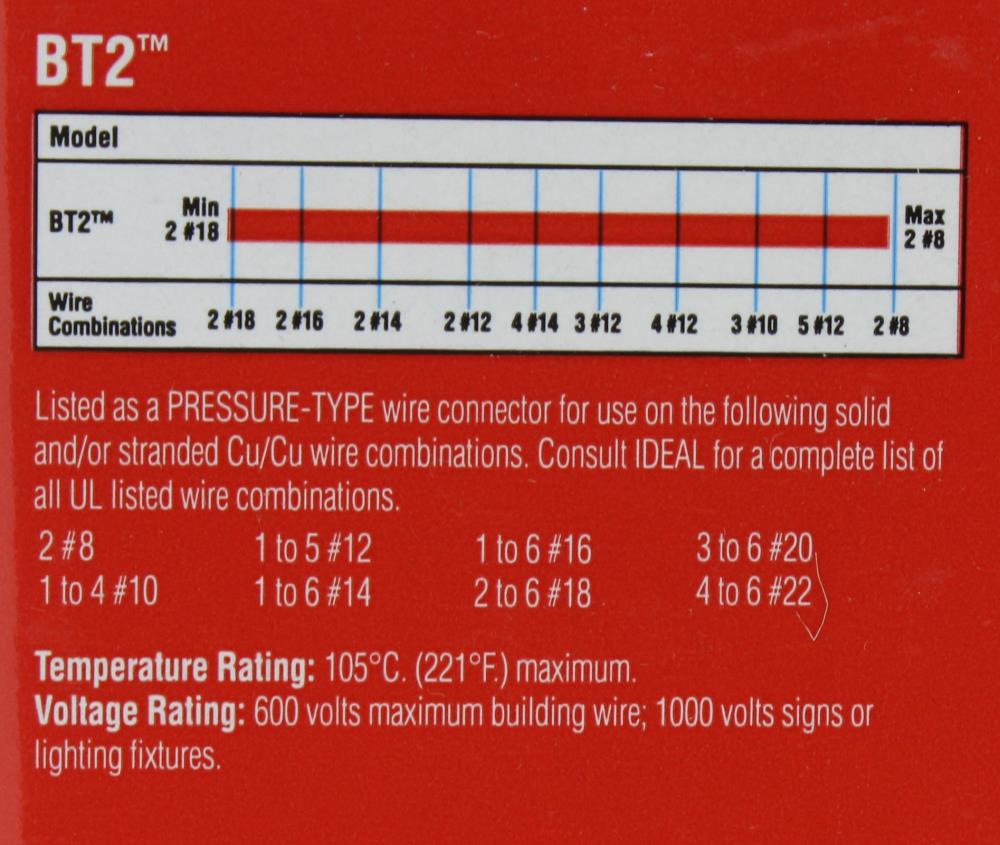 BT2™
Model
BT2™
Min
2 #18
Max
2 #8
Wire
Combinations
2 #18 2 #16 2 #14 2 #12 4 #14 3 #12 4 #12 3 #10 5 #12 2 #8
Listed as a PRESSURE-TYPE wire connector for use on the following solid
and/or stranded Cu/Cu wire combinations. Consult IDEAL for a complete list of
all UL listed wire combinations.
2 #8 1 to 5 #12 1 to 6 #16 3 to 6 #20
1 to 4 #10 1 to 6 #14 2 to 6 #18 4 to 6 #22
Temperature Rating: 105°C. (221°F.) maximum.
Voltage Rating: 600 volts maximum building wire; 1000 volts signs or
lighting fixtures.